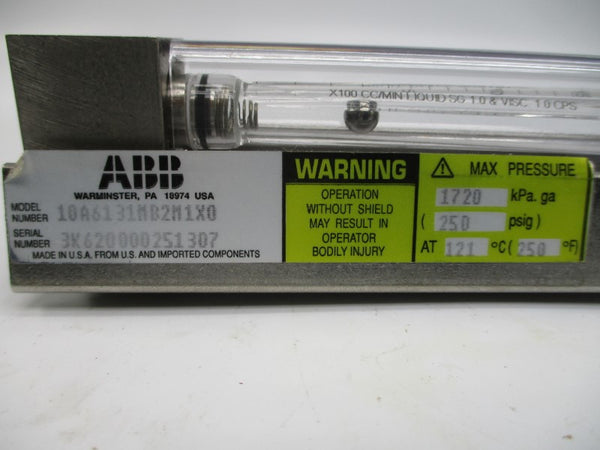 X100 CC/MIN LIQUID SG 1.0 & VISC 1.0 CPS
ABB
WARMINSTER, PA 18974 USA
MODEL NUMBER 10A6131MB2M1X0
SERIAL NUMBER 3K620000251307
MADE IN U.S.A. FROM U.S. AND IMPORTED COMPONENTS
WARNING
OPERATION
WITHOUT SHIELD
MAY RESULT IN
OPERATOR
BODILY INJURY
MAX PRESSURE
1720 kPa. ga
( 250 psig)
AT 121 °C ( 250 °F)